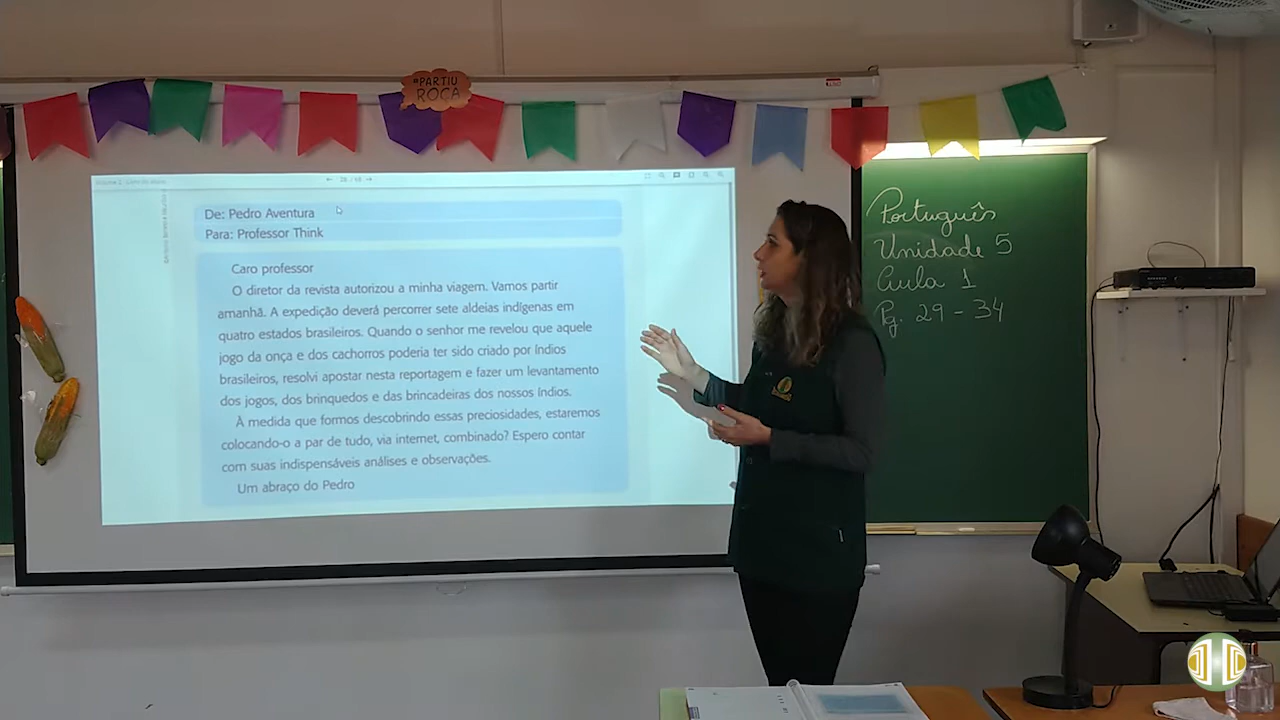 #PARTIU
ROÇA
26 / 68
De: Pedro Aventura
Para: Professor Think
Caro professor
O diretor da revista autorizou a minha viagem. Vamos partir
amanhã. A expedição deverá percorrer sete aldeias indígenas em
quatro estados brasileiros. Quando o senhor me revelou que aquele
jogo da onça e dos cachorros poderia ter sido criado por índios
brasileiros, resolvi apostar nesta reportagem e fazer um levantamento
dos jogos, dos brinquedos e das brincadeiras dos nossos índios.
À medida que formos descobrindo essas preciosidades, estaremos
colocando-o a par de tudo, via internet, combinado? Espero contar
com suas indispensáveis análises e observações.
Um abraço do Pedro
Português
Unidade 5
Aula 1
Pg. 29 - 34